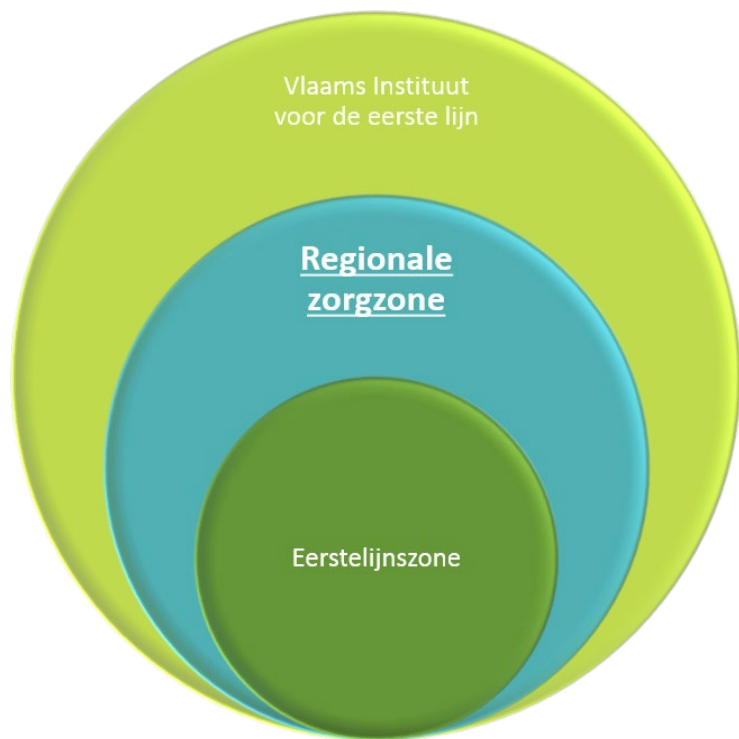 Vlaams Instituut
voor de eerste lijn
Regionale
zorgzone
Eerstelijnszone